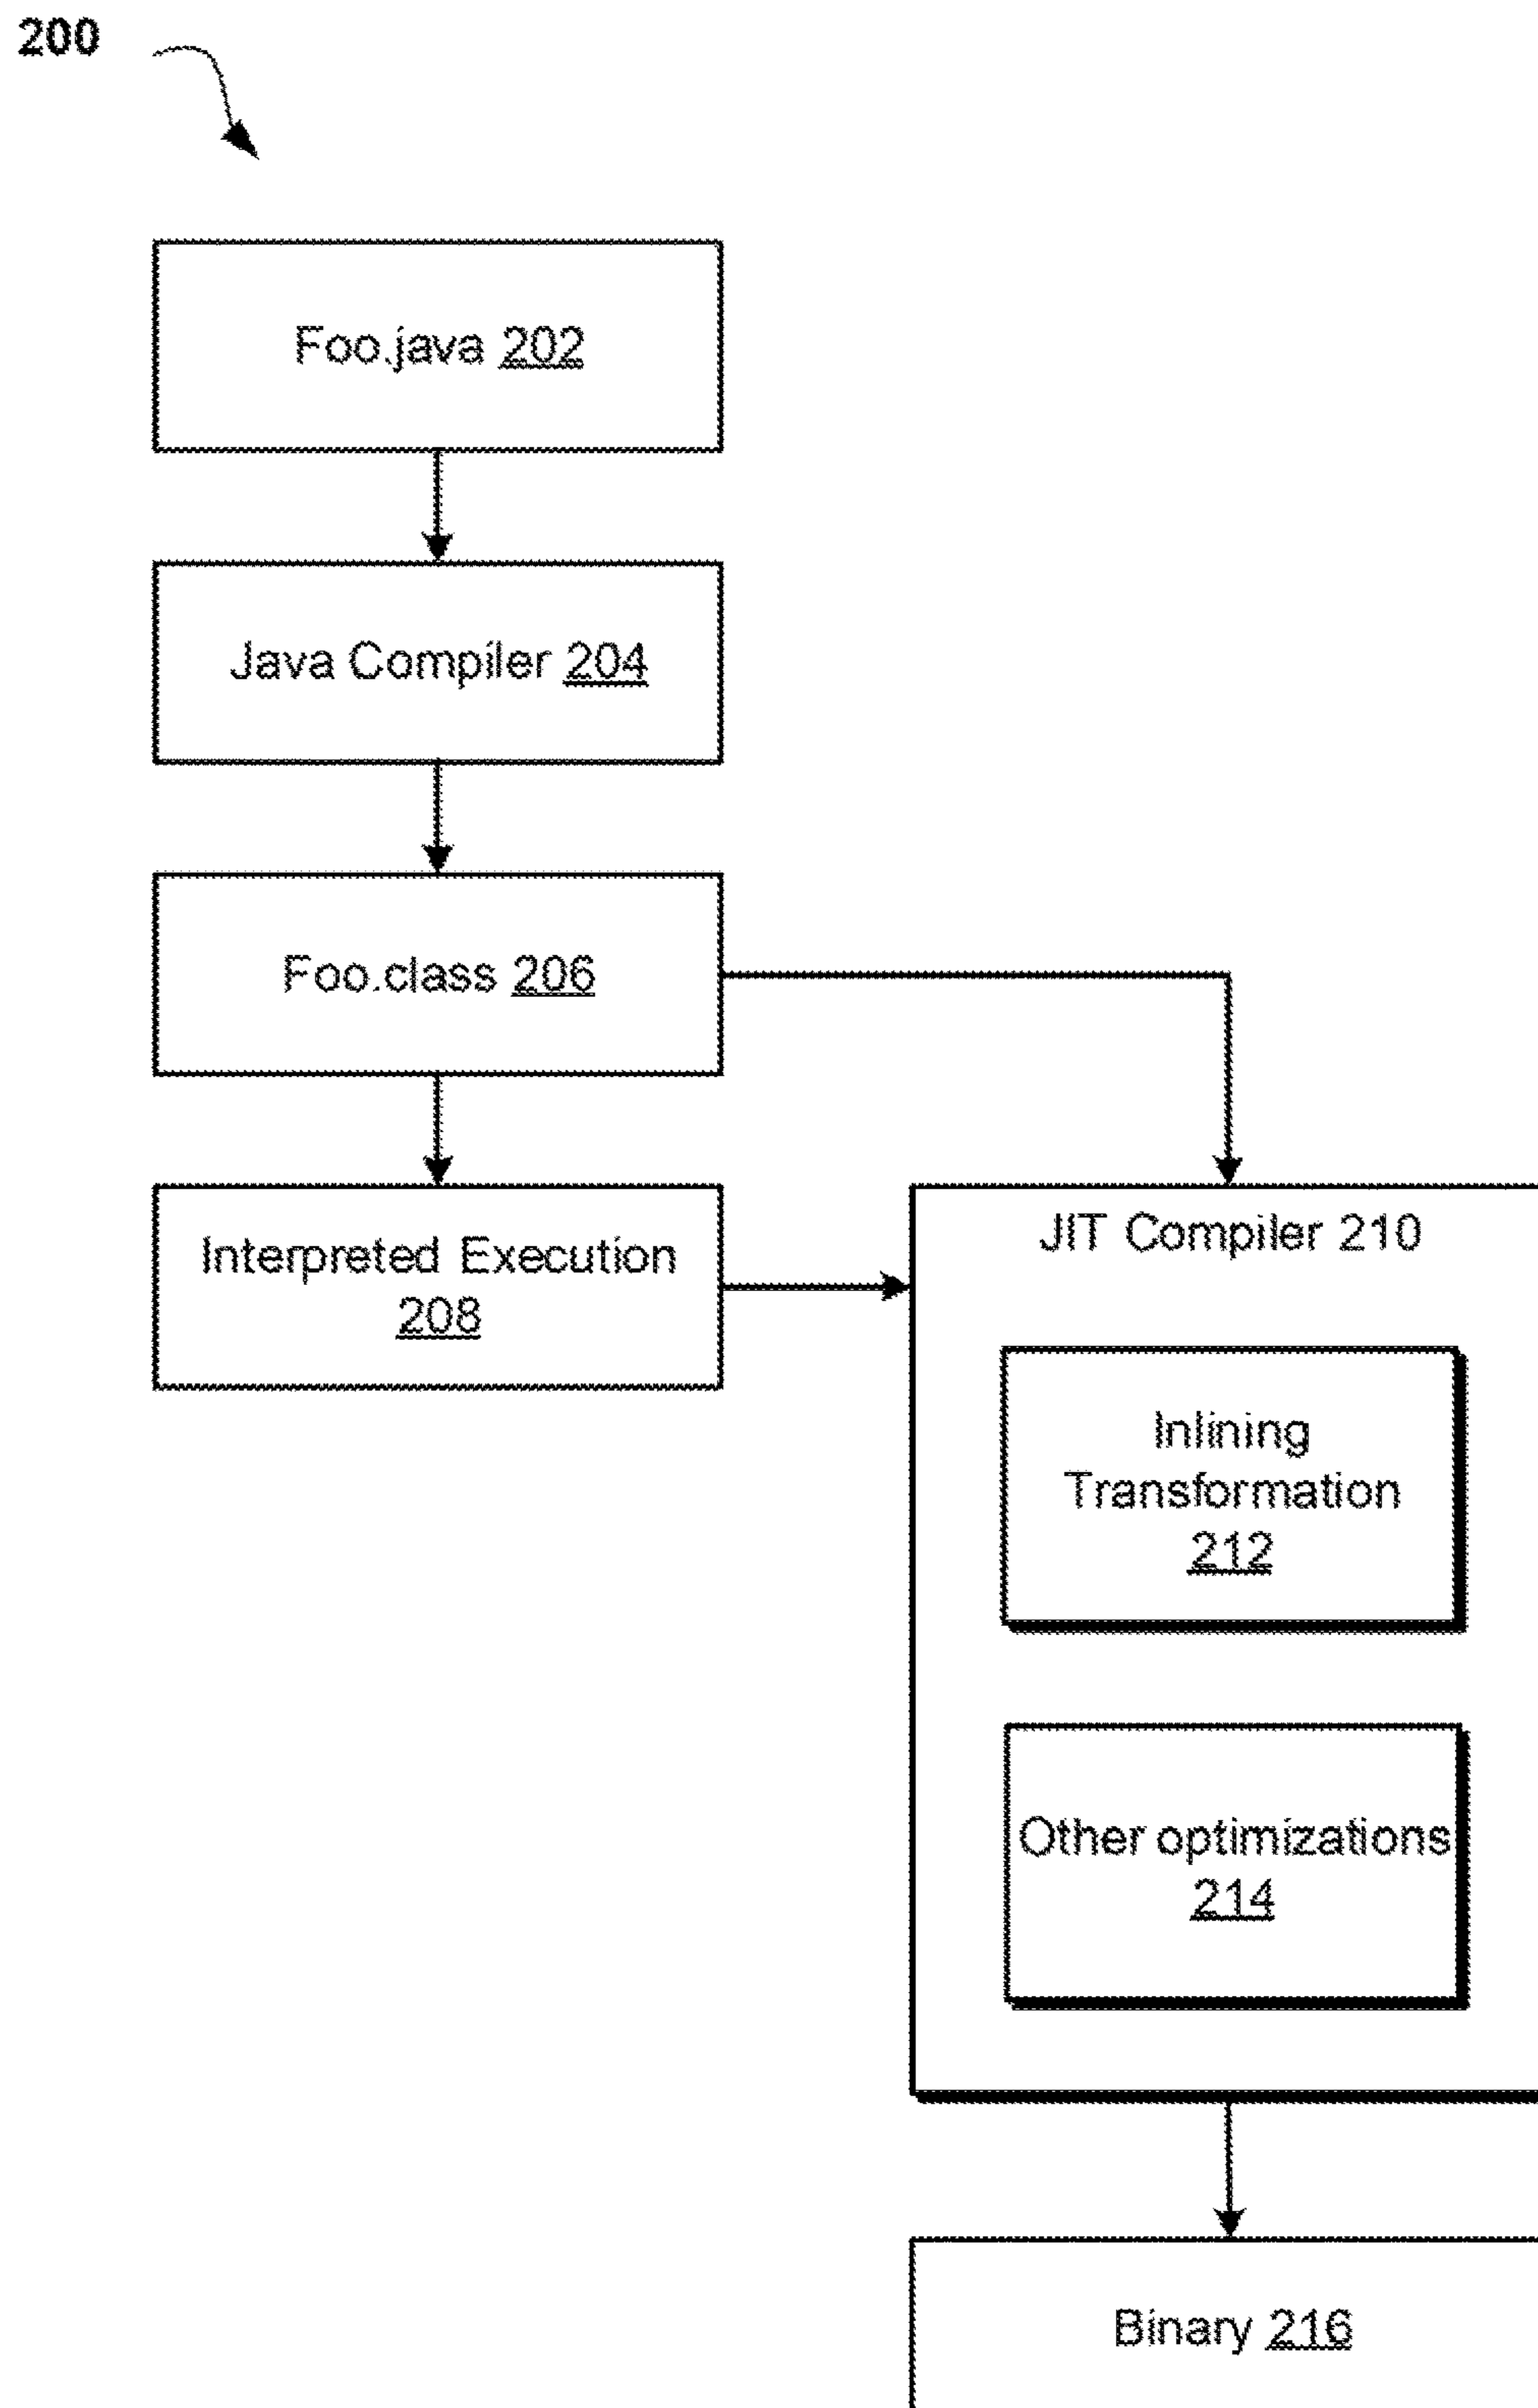 200
Foo.java 202
Java Compiler 204
Foo.class 206
Interpreted Execution
208
JIT Compiler 210
Inlining
Transformation
212
Other optimizations
214
Binary 216